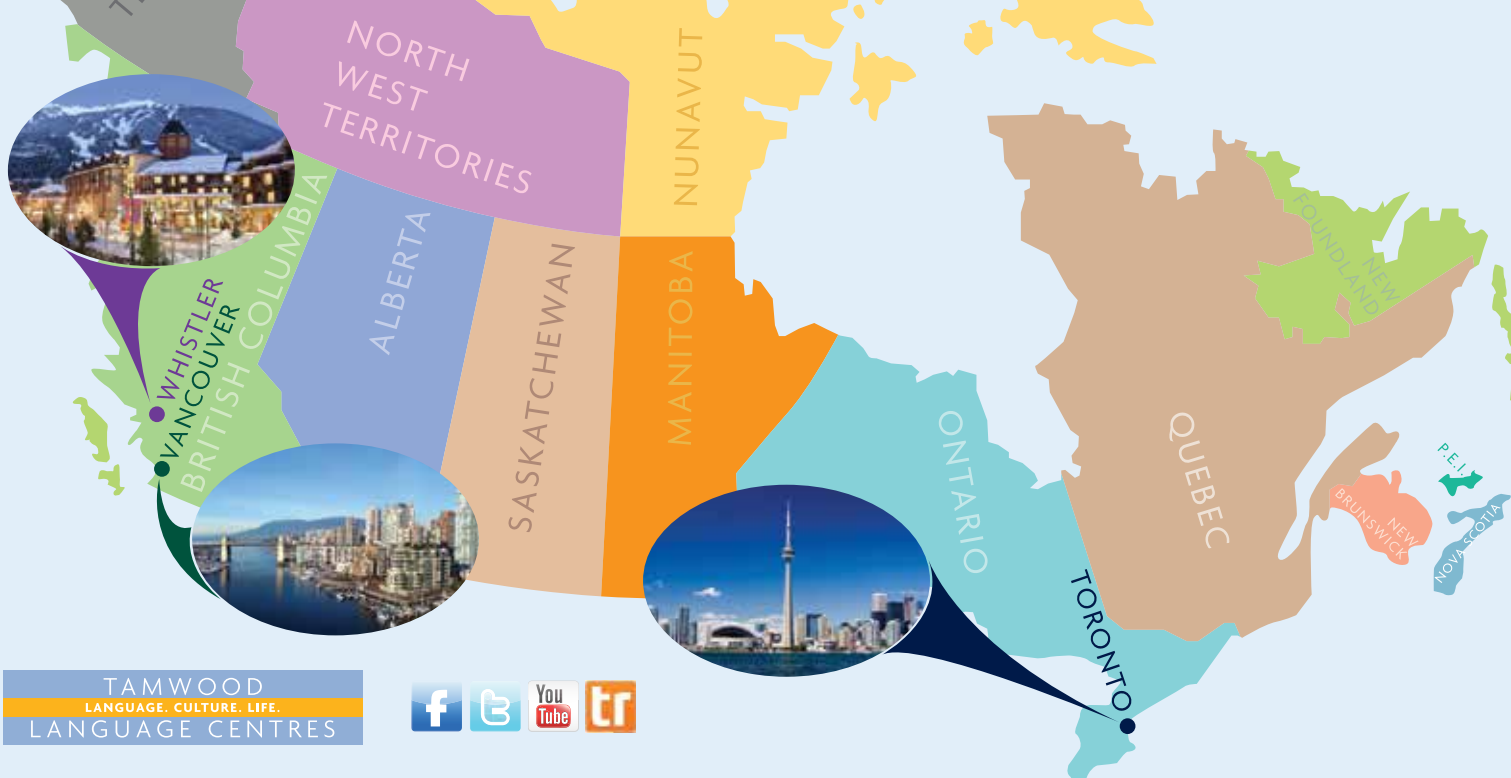 NORTH
WEST
TERRITORIES
NUNAVUT
BRITISH COLUMBIA
WHISTLER
VANCOUVER
ALBERTA
SASKATCHEWAN
MANITOBA
ONTARIO
TORONTO
QUEBEC
NEW
FOUNDLAND
P.E.I.
NEW
BRUNSWICK
NOVA SCOTIA
TAMWOOD
LANGUAGE. CULTURE. LIFE.
LANGUAGE CENTRES
f
t
You
Tube
tr